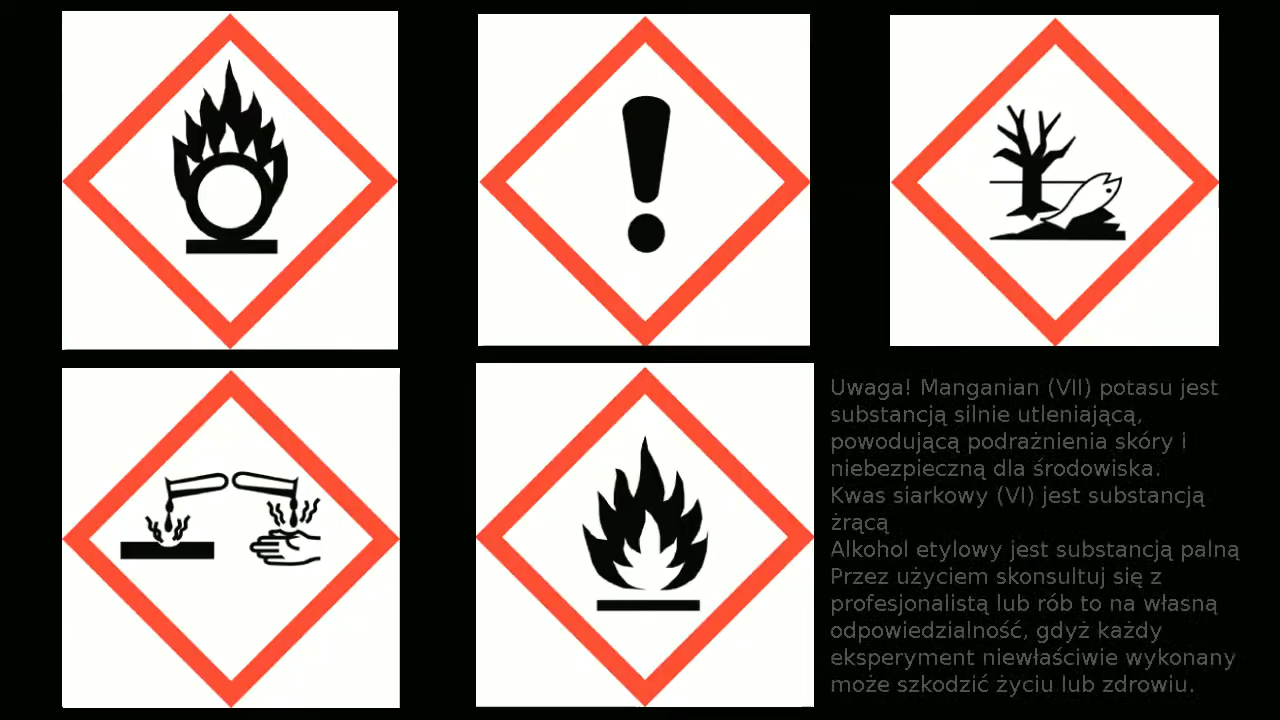 Uwaga! Manganian (VII) potasu jest
substancją silnie utleniającą,
powodującą podrażnienia skóry i
niebezpieczną dla środowiska.
Kwas siarkowy (VI) jest substancją
żrącą
Alkohol etylowy jest substancją palną
Przez użyciem skonsultuj się z
profesjonalistą lub rób to na własną
odpowiedzialność, gdyż każdy
eksperyment niewłaściwie wykonany
może szkodzić życiu lub zdrowiu.